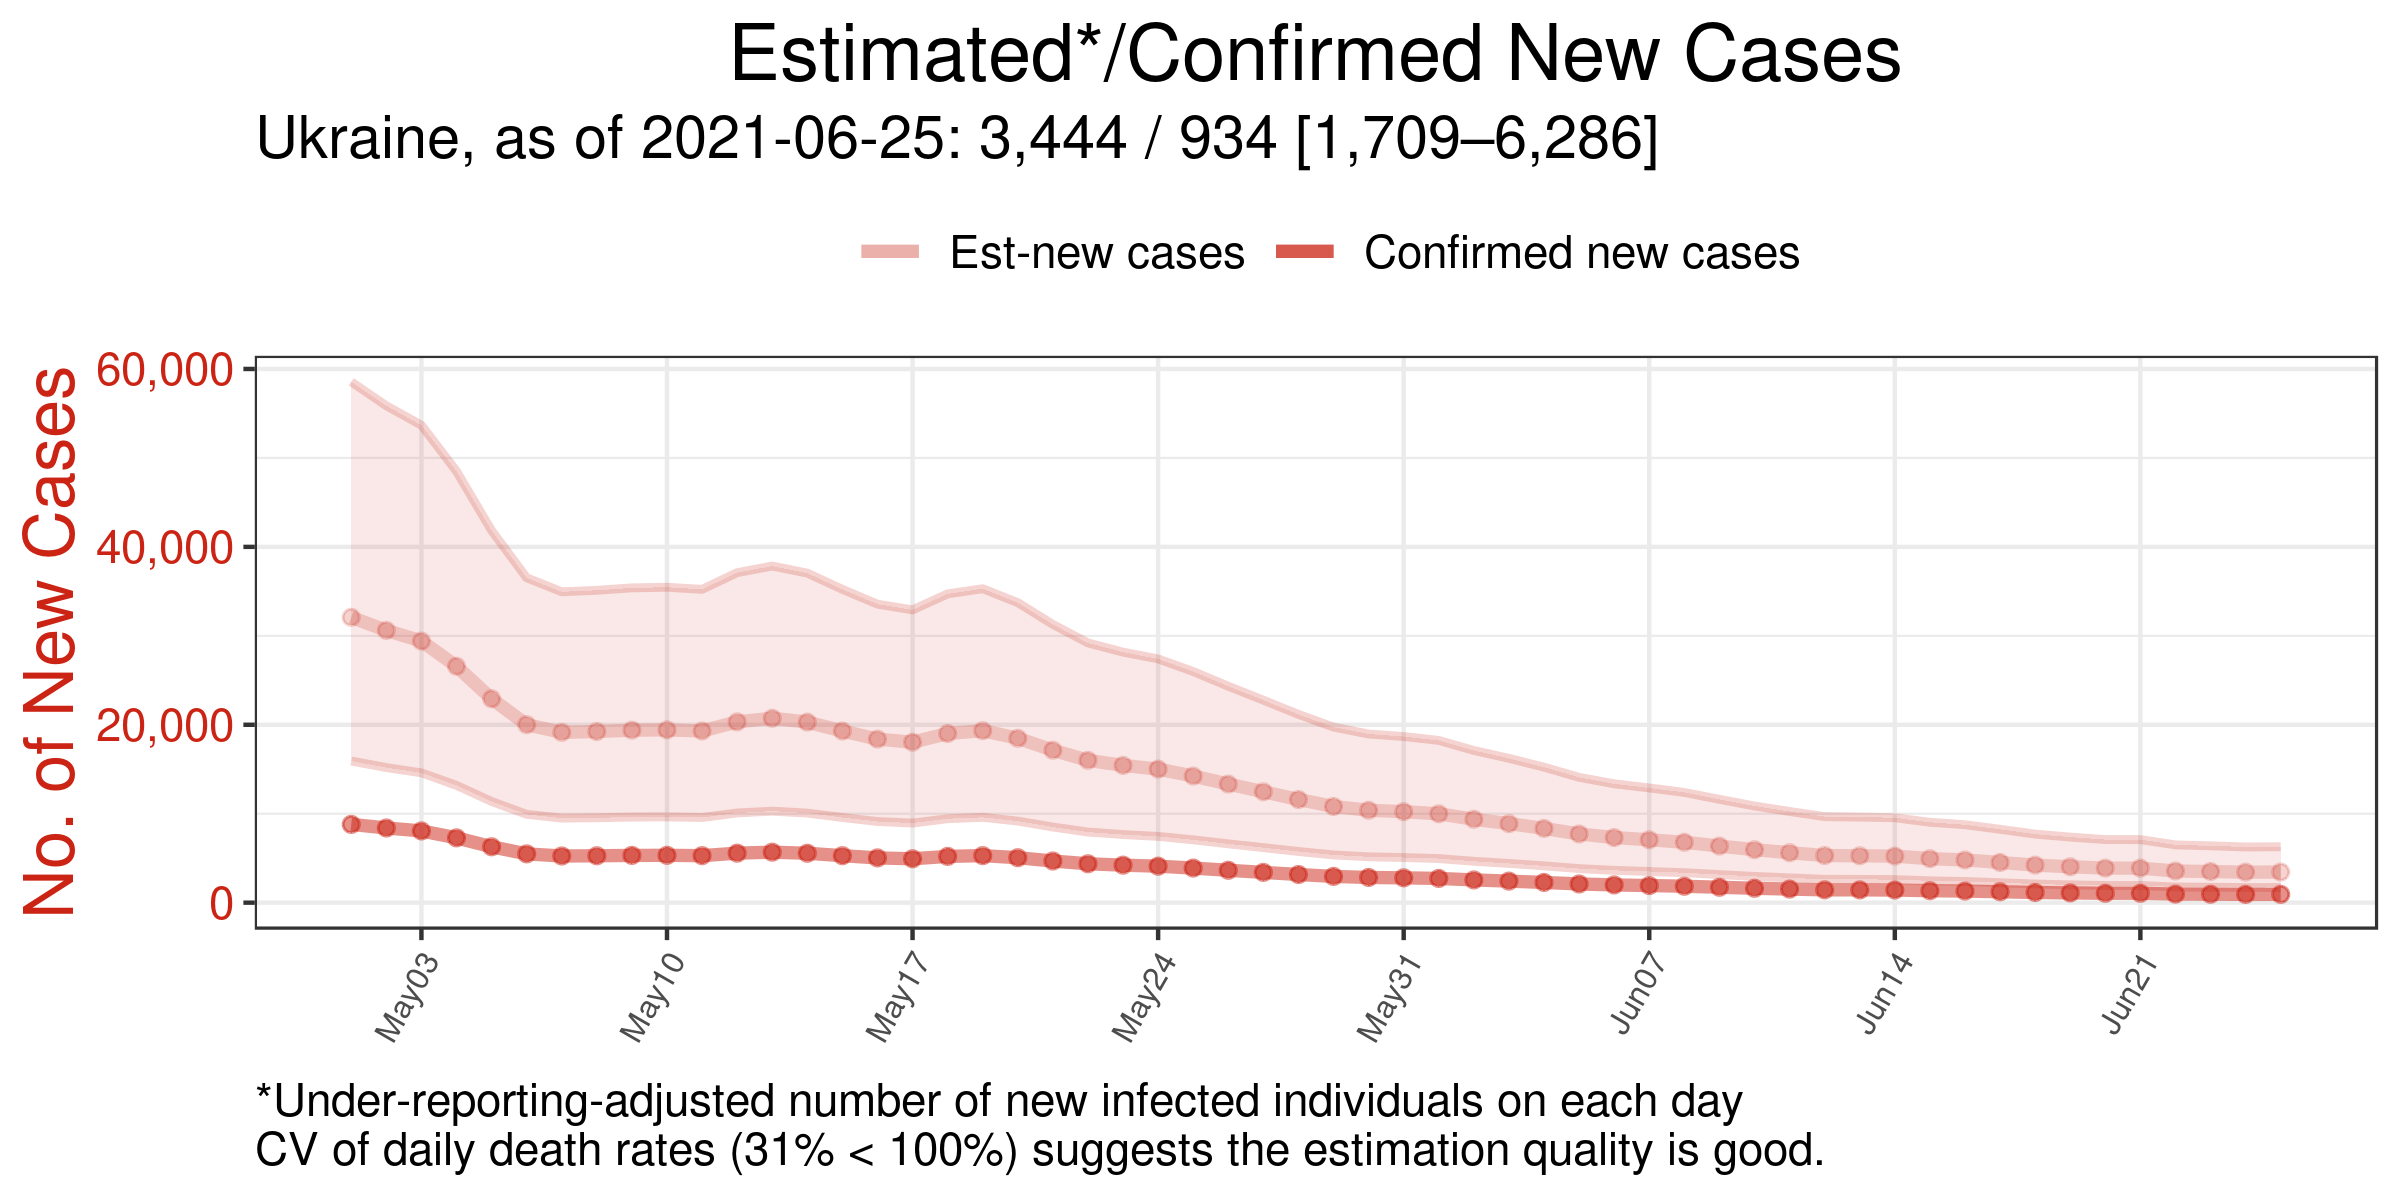 Estimated*/Confirmed New Cases
Ukraine, as of 2021-06-25: 3,444 / 934 [1,709–6,286]
Est-new cases
Confirmed new cases
No. of New Cases
60,000
40,000
20,000
0
May03
May10
May17
May24
May31
Jun07
Jun14
Jun21
*Under-reporting-adjusted number of new infected individuals on each day
CV of daily death rates (31% < 100%) suggests the estimation quality is good.